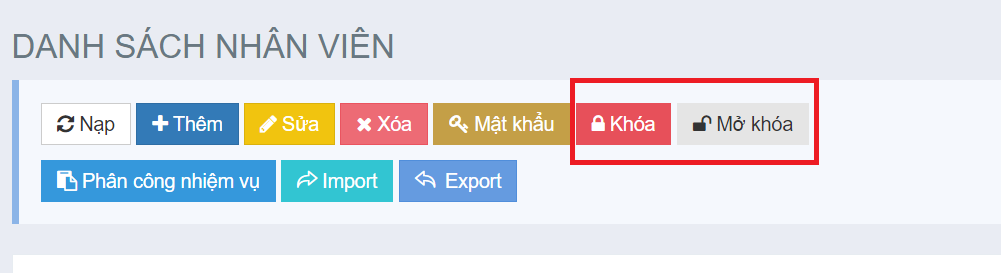 DANH SÁCH NHÂN VIÊN
Nạp Thêm Sửa Xóa Mật khẩu Khóa Mở khóa
Phân công nhiệm vụ Import Export